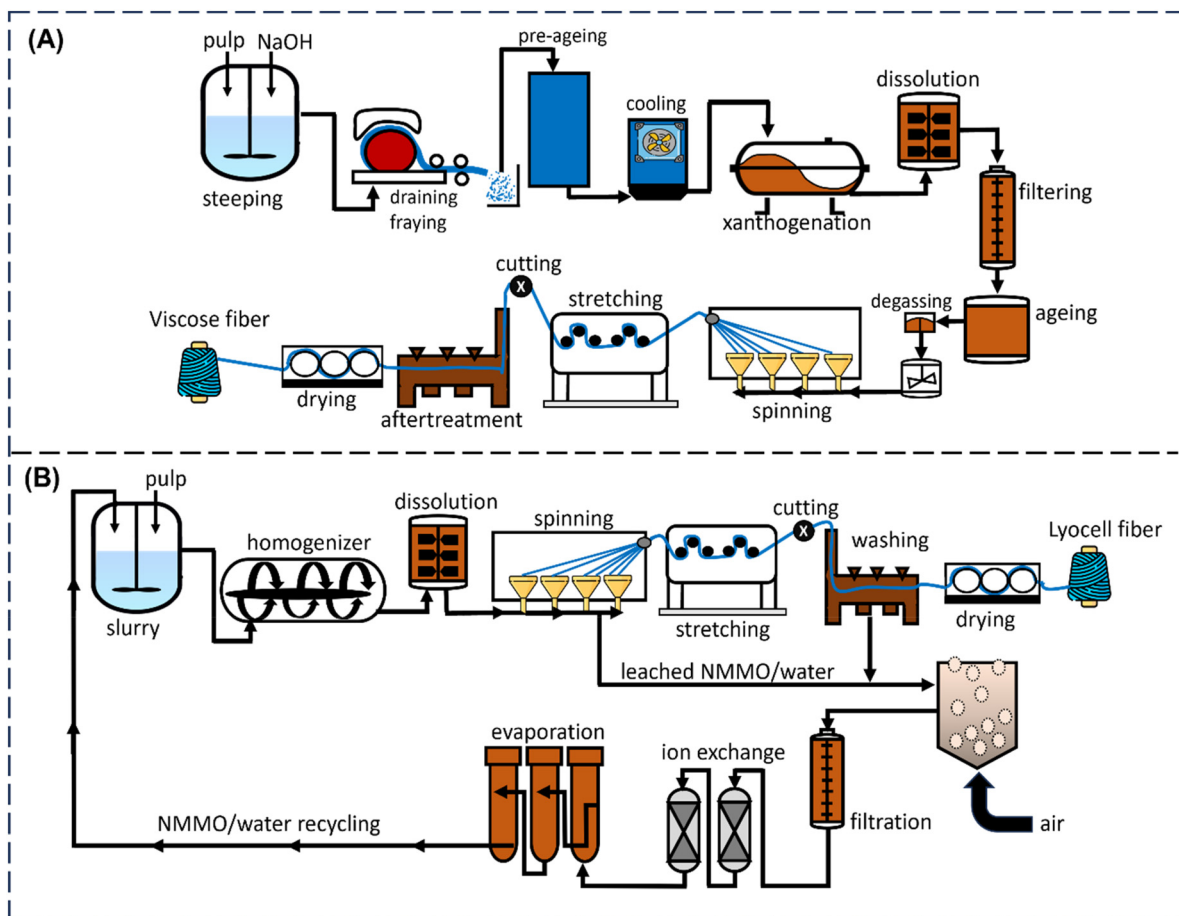 (A)
pulp NaOH
steeping
draining
fraying
pre-ageing
cooling
xanthogenation
dissolution
filtering
ageing
degassing
spinning
stretching
cutting
X
aftertreatment
drying
Viscose fiber
(B)
pulp
slurry
homogenizer
dissolution
spinning
stretching
cutting
X
washing
drying
Lyocell fiber
leached NMMO/water
air
filtration
ion exchange
evaporation
NMMO/water recycling